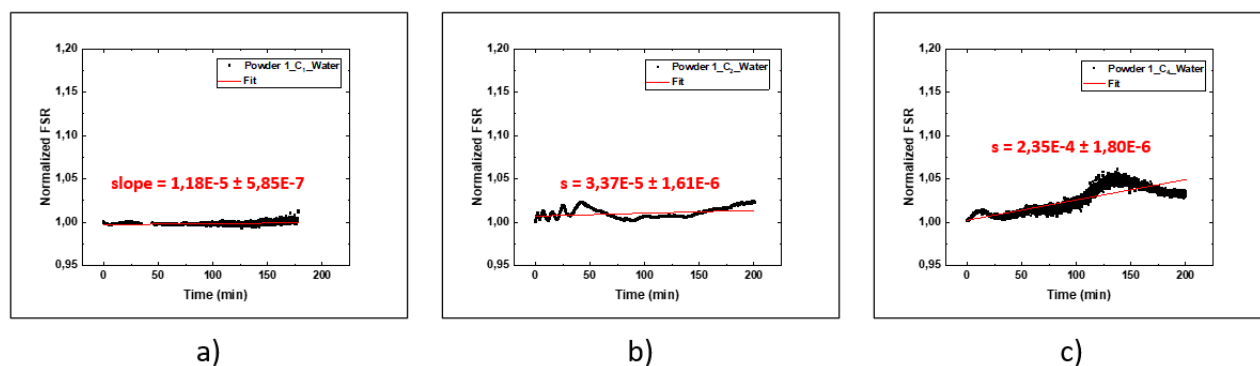 1,20
1,15
1,10
1,05
1,00
0,95
Normalized FSR
Powder 1_C₁_Water
Fit
slope = 1,18E-5 ± 5,85E-7
0
50
100
150
200
Time (min)
a)
1,20
1,15
1,10
1,05
1,00
0,95
Normalized FSR
Powder 1_C₂_Water
Fit
s = 3,37E-5 ± 1,61E-6
0
50
100
150
200
Time (min)
b)
1,20
1,15
1,10
1,05
1,00
0,95
Normalized FSR
Powder 1_C₄_Water
Fit
s = 2,35E-4 ± 1,80E-6
0
50
100
150
200
Time (min)
c)